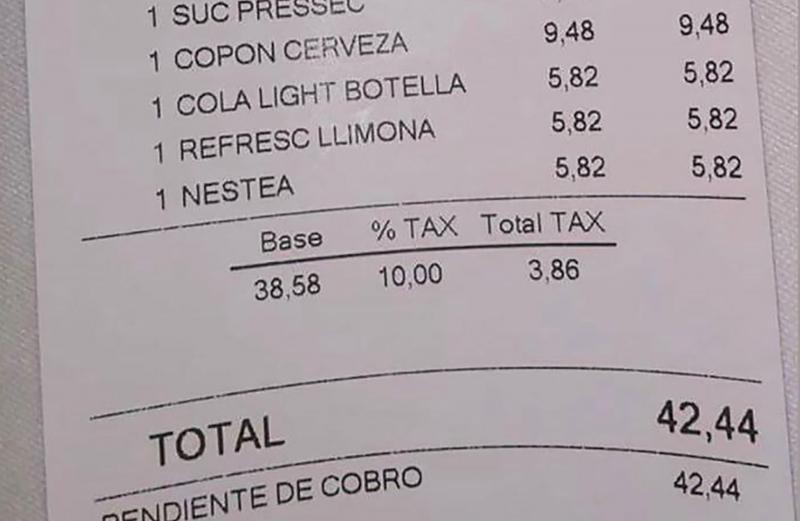 1 SUC PRESSEC
1 COPON CERVEZA 9,48 9,48
1 COLA LIGHT BOTELLA 5,82 5,82
1 REFRESC LLIMONA 5,82 5,82
1 NESTEA 5,82 5,82
Base % TAX Total TAX
38,58 10,00 3,86
TOTAL 42,44
PENDIENTE DE COBRO 42,44